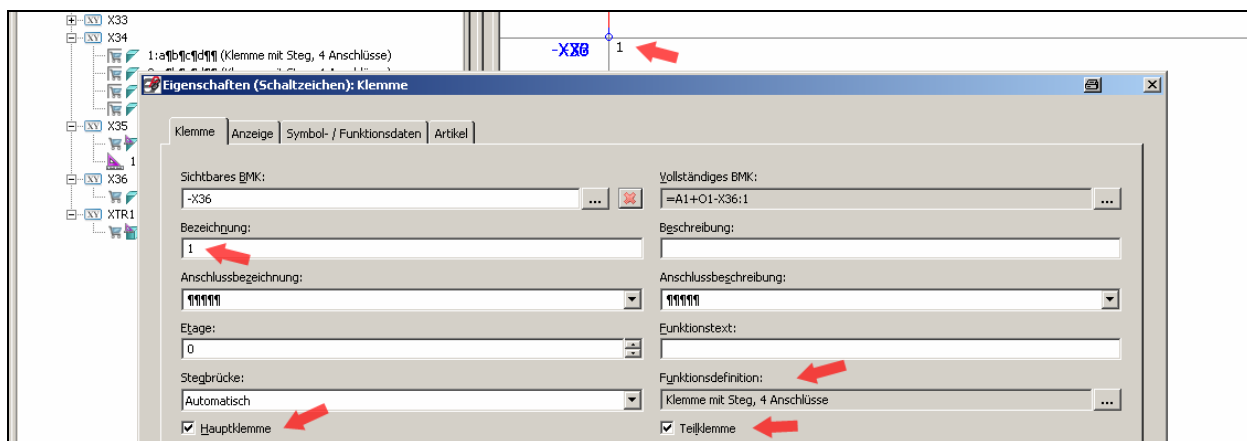 X33
X34
1:a¶b¶c¶d¶¶ (Klemme mit Steg, 4 Anschlüsse)
X35
1
X36
XTR1
1
Eigenschaften (Schaltzeichen): Klemme
Klemme Anzeige Symbol- / Funktionsdaten Artikel
Sichtbares BMK: Vollständiges BMK:
-X36 ... =A1+O1-X36:1 ...
Bezeichnung: Beschreibung:
1
Anschlussbezeichnung: Anschlussbeschreibung:
¶¶¶¶¶ ¶¶¶¶¶
Etage: Funktionstext:
0
Stegbrücke: Funktionsdefinition:
Automatisch Klemme mit Steg, 4 Anschlüsse ...
Hauptklemme Teilklemme